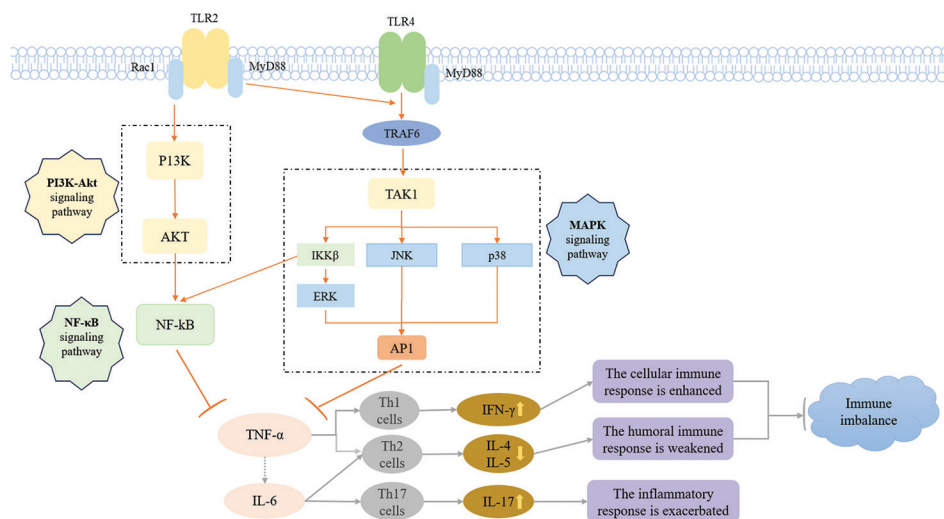 TLR2
TLR4
Rac1
MyD88
MyD88
TRAF6
P13K
TAK1
PI3K-Akt
signaling
pathway
MAPK
signaling
pathway
AKT
IKKβ
JNK
p38
ERK
NF-κB
signaling
pathway
NF-kB
AP1
The cellular immune
response is enhanced
Th1
cells
IFN-γ
TNF-α
Immune
imbalance
Th2
cells
IL-4
IL-5
The humoral immune
response is weakened
IL-6
Th17
cells
IL-17
The inflammatory
response is exacerbated